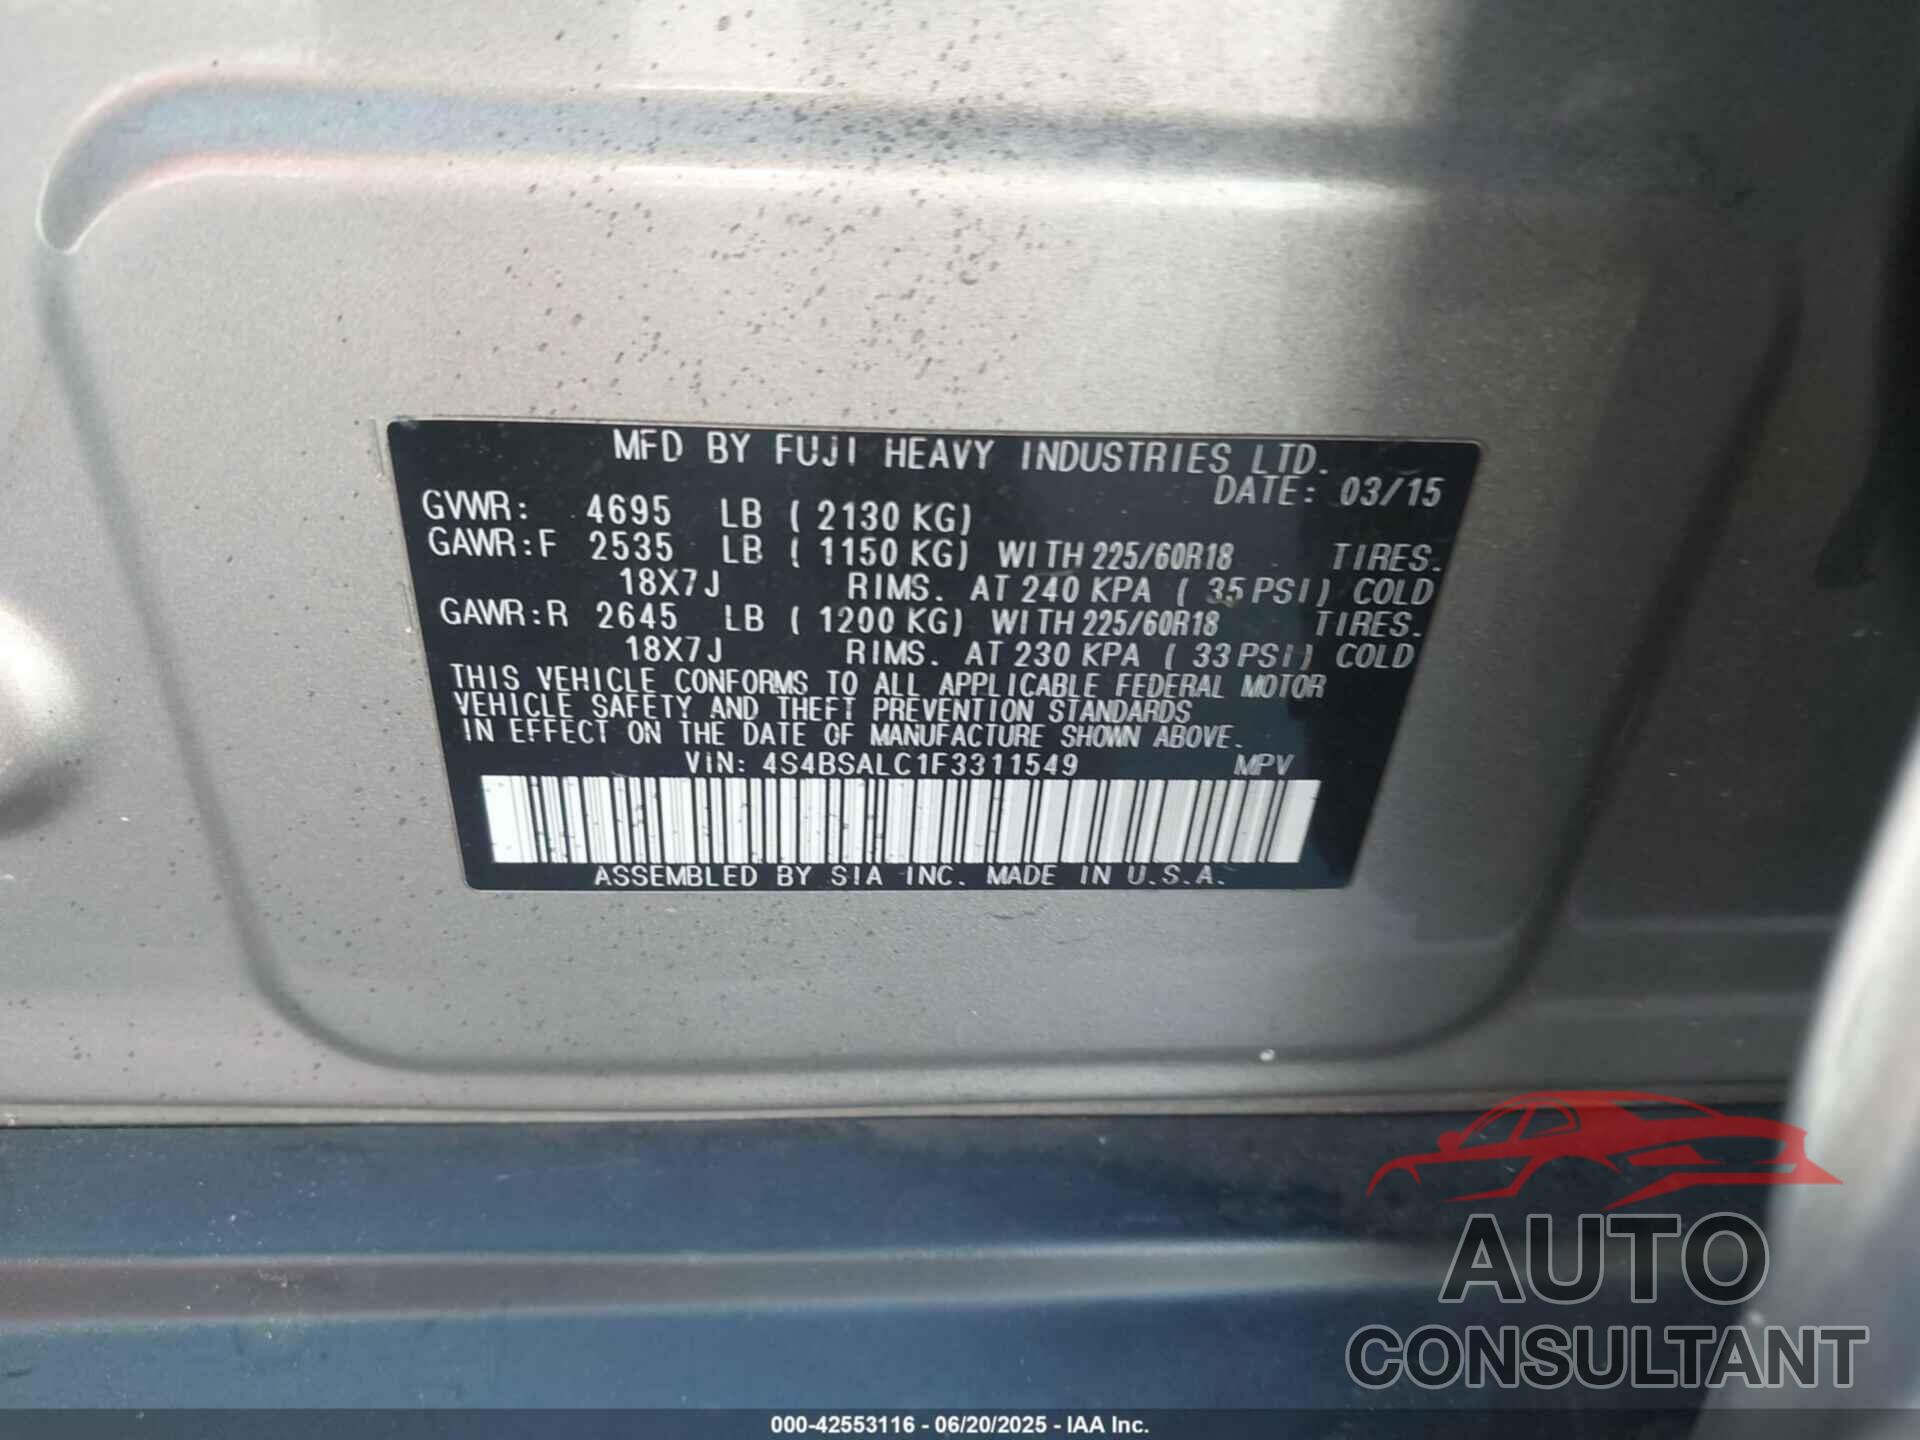 MFD BY FUJI HEAVY INDUSTRIES LTD.
DATE: 03/15
GVWR: 4695 LB ( 2130 KG)
GAWR:F 2535 LB ( 1150 KG) WITH 225/60R18 TIRES.
18X7J RIMS. AT 240 KPA ( 35 PSI) COLD
GAWR:R 2645 LB ( 1200 KG) WITH 225/60R18 TIRES.
18X7J RIMS. AT 230 KPA ( 33 PSI) COLD
THIS VEHICLE CONFORMS TO ALL APPLICABLE FEDERAL MOTOR
VEHICLE SAFETY AND THEFT PREVENTION STANDARDS
IN EFFECT ON THE DATE OF MANUFACTURE SHOWN ABOVE.
VIN: 4S4BSALC1F3311549 MPV
ASSEMBLED BY SIA INC. MADE IN U.S.A.
AUTO
CONSULTANT
000-42553116 - 06/20/2025 - IAA Inc.